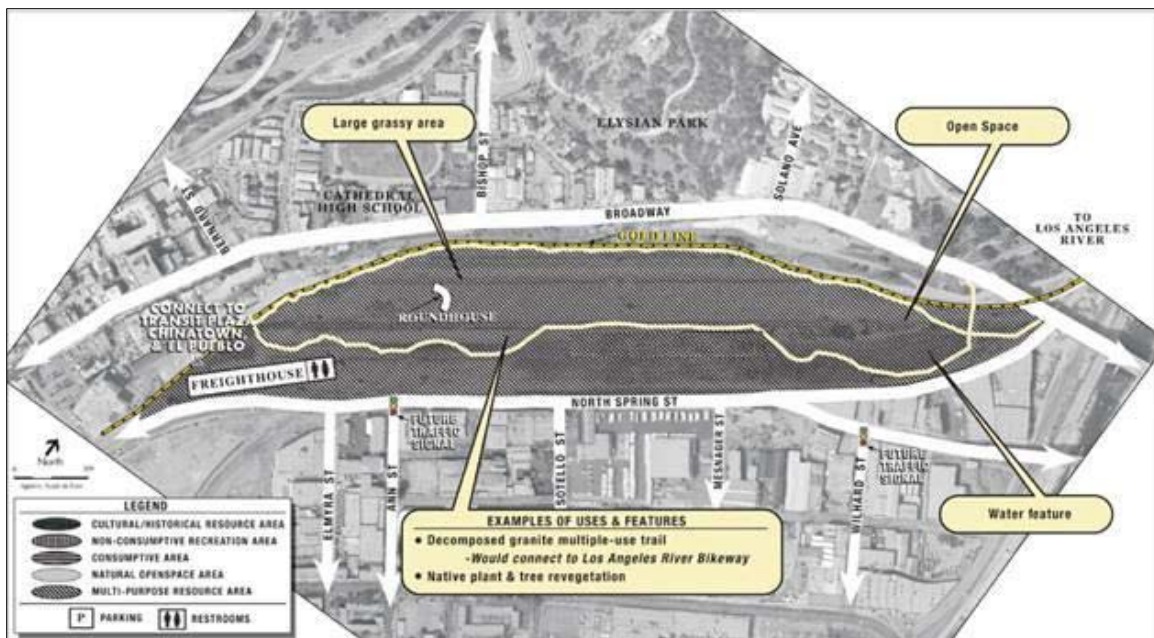 Large grassy area
BISHOP ST
ELYSIAN PARK
SOLANO AVE
Open Space
CATHEDRAL
HIGH SCHOOL
BERNARD ST
BROADWAY
GOLD LINE
TO
LOS ANGELES
RIVER
CONNECT TO
TRANSIT PLAZ
CHINATOWN,
& EL PUEBLO
ROUNDHOUSE
FREIGHTHOUSE
NORTH SPRING ST
FUTURE
TRAFFIC
SIGNAL
ELMYRA ST
ANN ST
SOTELLO ST
MESNAGER ST
WILHARD ST
FUTURE
TRAFFIC
SIGNAL
Water feature
North
EXAMPLES OF USES & FEATURES
• Decomposed granite multiple-use trail
-Would connect to Los Angeles River Bikeway
• Native plant & tree revegetation
LEGEND
CULTURAL/HISTORICAL RESOURCE AREA
NON-CONSUMPTIVE RECREATION AREA
CONSUMPTIVE AREA
NATURAL OPENSPACE AREA
MULTI-PURPOSE RESOURCE AREA
P PARKING RESTROOMS